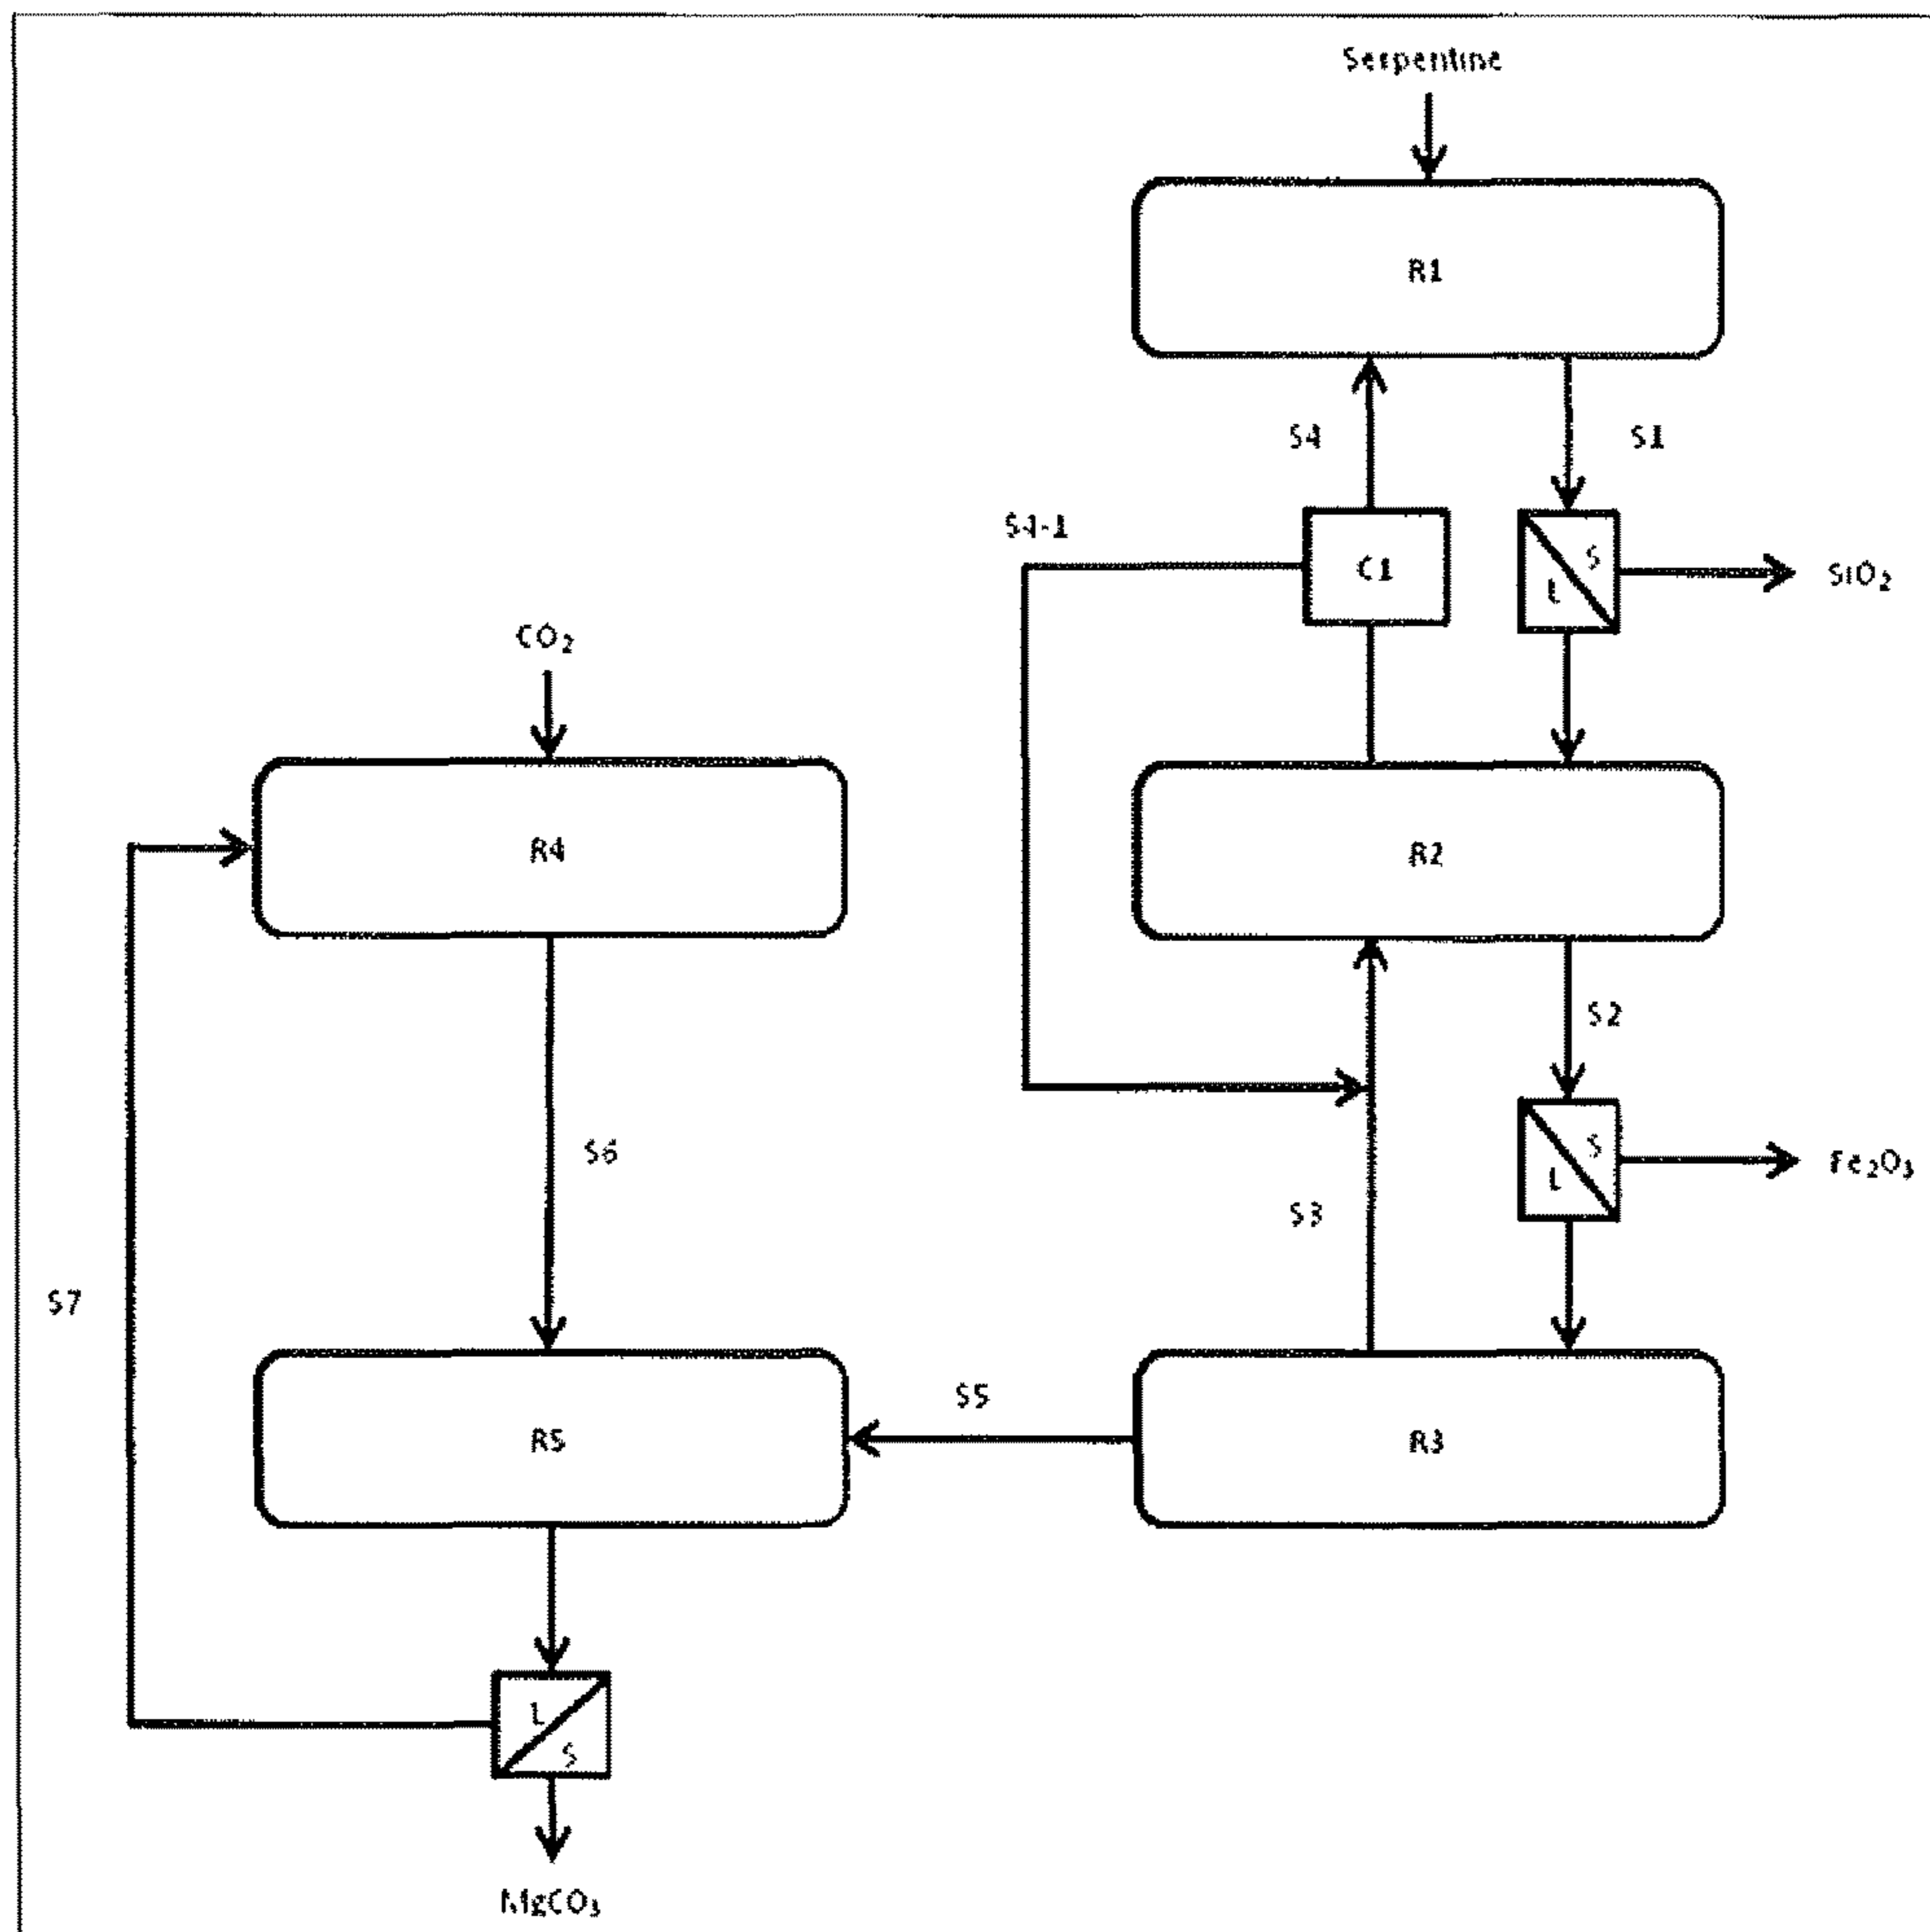 Serpentine
R1
S4
S1
S4-1
C1
S
L
SiO₂
CO₂
R4
R2
S2
S6
S
L
Fe₂O₃
S3
S7
S5
R5
R3
L
S
MgCO₃